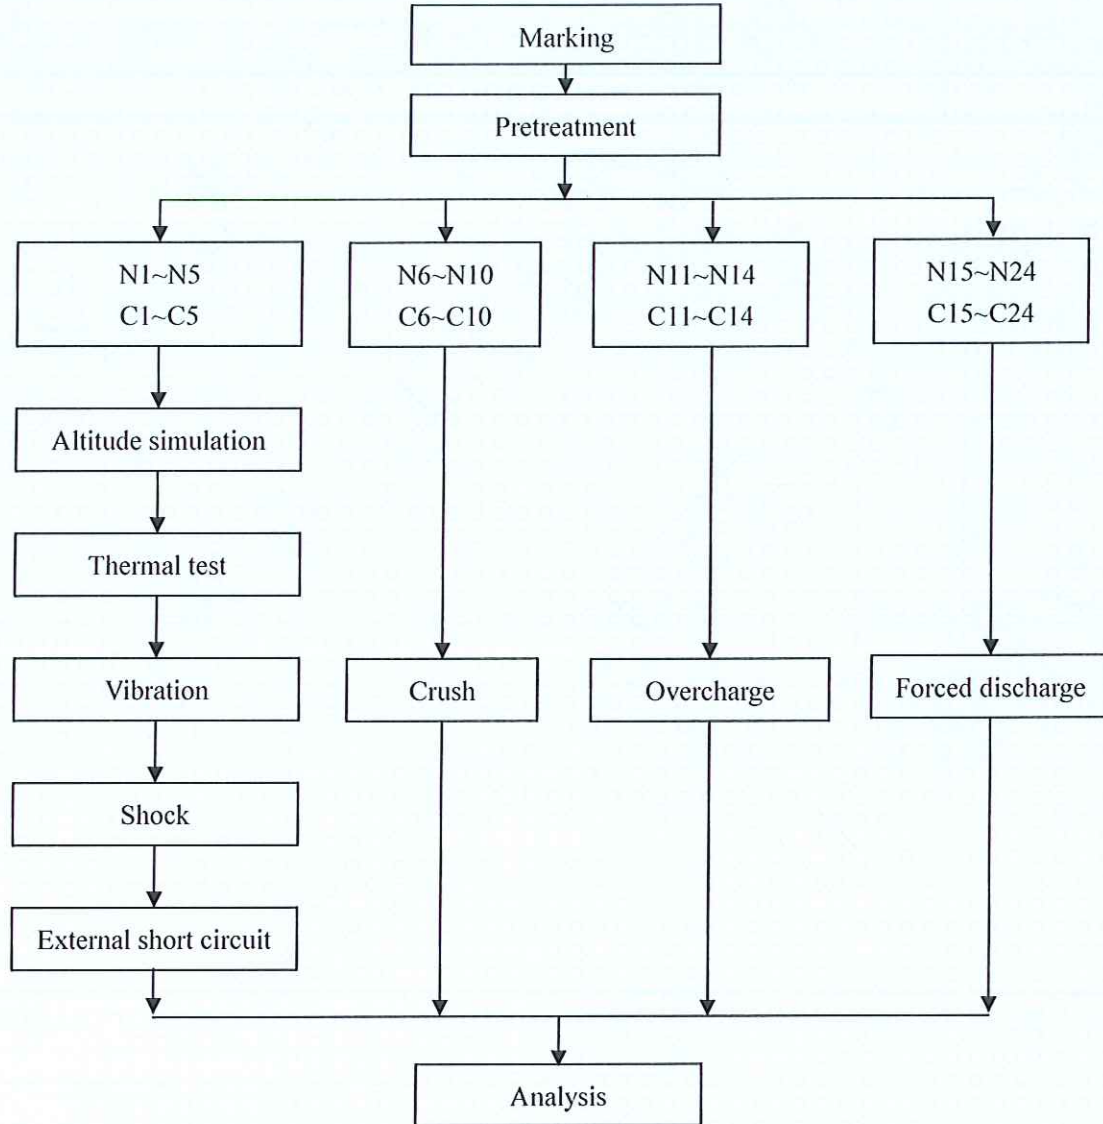 Marking
Pretreatment
N1~N5
C1~C5
N6~N10
C6~C10
N11~N14
C11~C14
N15~N24
C15~C24
Altitude simulation
Thermal test
Vibration
Crush
Overcharge
Forced discharge
Shock
External short circuit
Analysis